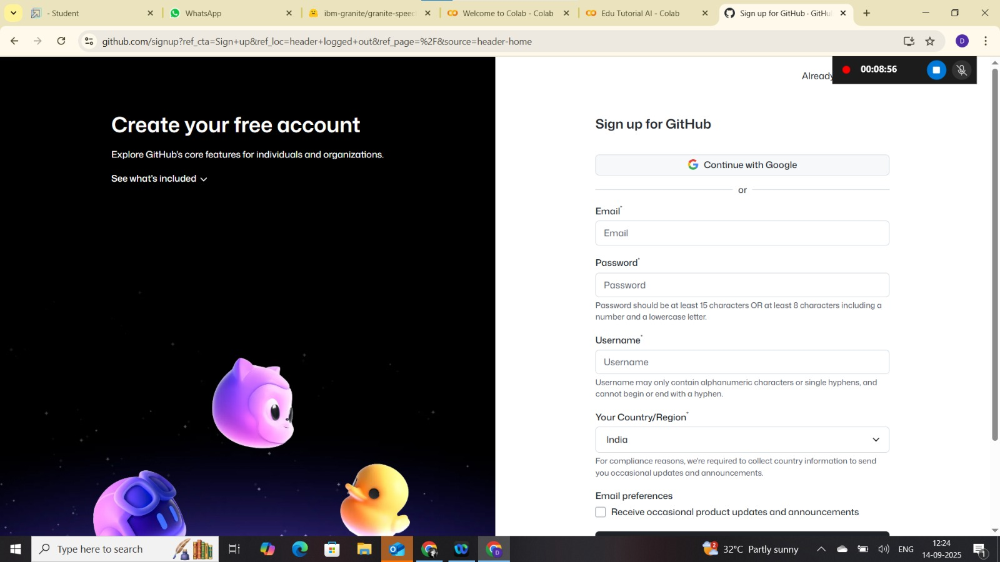 - Student
WhatsApp
ibm-granite/granite-speec
Welcome to Colab - Colab
Edu Tutorial AI - Colab
Sign up for GitHub · GitHu
github.com/signup?ref_cta=Sign+up&ref_loc=header+logged+out&ref_page=%2F&source=header-home
D
Already
00:08:56
Create your free account
Explore GitHub's core features for individuals and organizations.
See what's included
Sign up for GitHub
Continue with Google
or
Email*
Email
Password*
Password
Password should be at least 15 characters OR at least 8 characters including a
number and a lowercase letter.
Username*
Username
Username may only contain alphanumeric characters or single hyphens, and
cannot begin or end with a hyphen.
Your Country/Region*
India
For compliance reasons, we're required to collect country information to send
you occasional updates and announcements.
Email preferences
Receive occasional product updates and announcements
Type here to search
D
2
32°C Partly sunny
ENG
12:24
14-09-2025
1